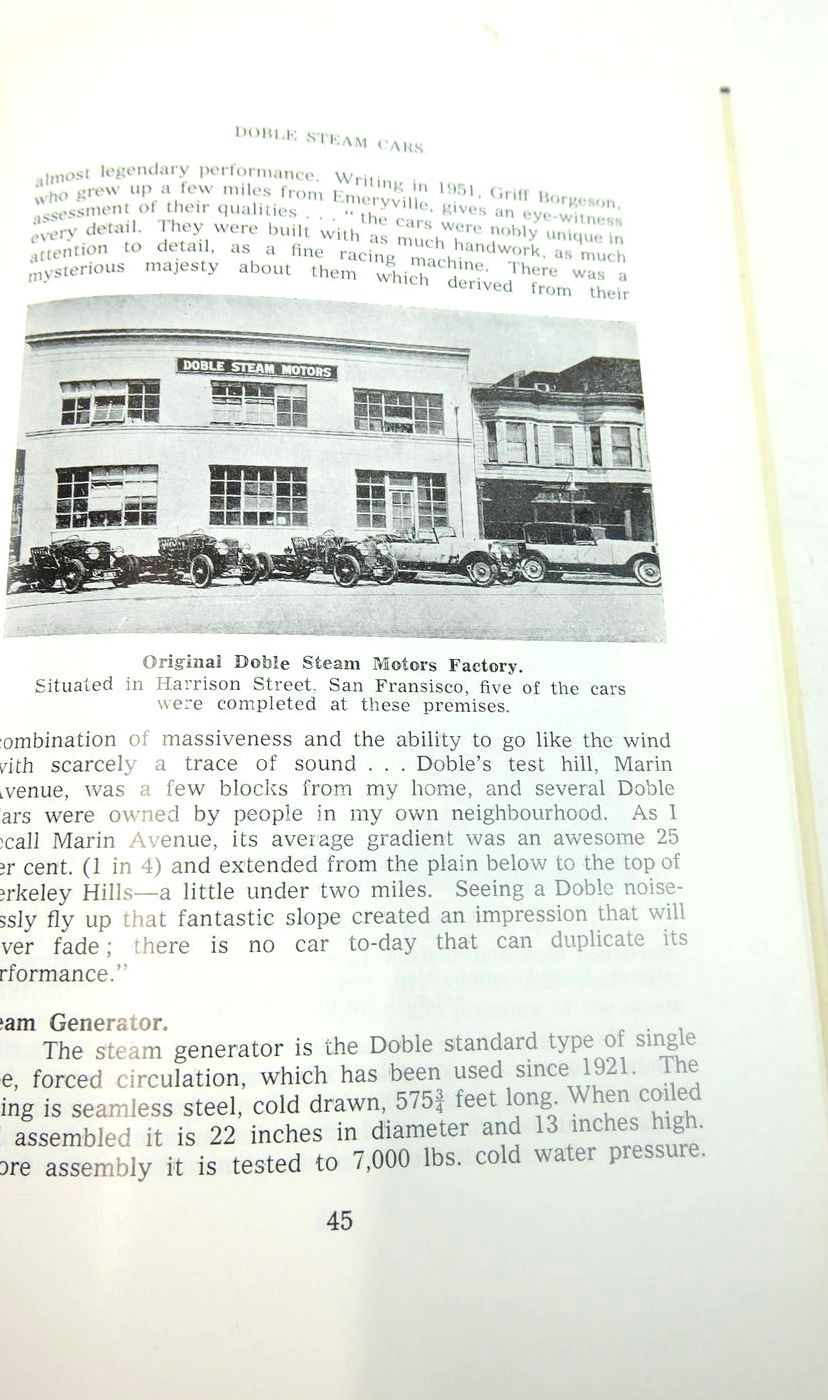 DOBLE STEAM CARS
almost legendary performance. Writing in 1951, Griff Borgeson,
who grew up a few miles from Emeryville, gives an eye-witness
assessment of their qualities . . . “ the cars were nobly unique in
every detail. They were built with as much handwork, as much
attention to detail, as a fine racing machine. There was a
mysterious majesty about them which derived from their
DOBLE STEAM MOTORS
Original Doble Steam Motors Factory.
Situated in Harrison Street, San Fransisco, five of the cars
were completed at these premises.
ombination of massiveness and the ability to go like the wind
with scarcely a trace of sound . . . Doble’s test hill, Marin
venue, was a few blocks from my home, and several Doble
ars were owned by people in my own neighbourhood. As I
ecall Marin Avenue, its average gradient was an awesome 25
er cent. (1 in 4) and extended from the plain below to the top of
erkeley Hills—a little under two miles. Seeing a Doble noise-
ssly fly up that fantastic slope created an impression that will
ver fade ; there is no car to-day that can duplicate its
rformance.”
eam Generator.
The steam generator is the Doble standard type of single
e, forced circulation, which has been used since 1921. The
ing is seamless steel, cold drawn, 575¾ feet long. When coiled
assembled it is 22 inches in diameter and 13 inches high.
ore assembly it is tested to 7,000 lbs. cold water pressure.
45